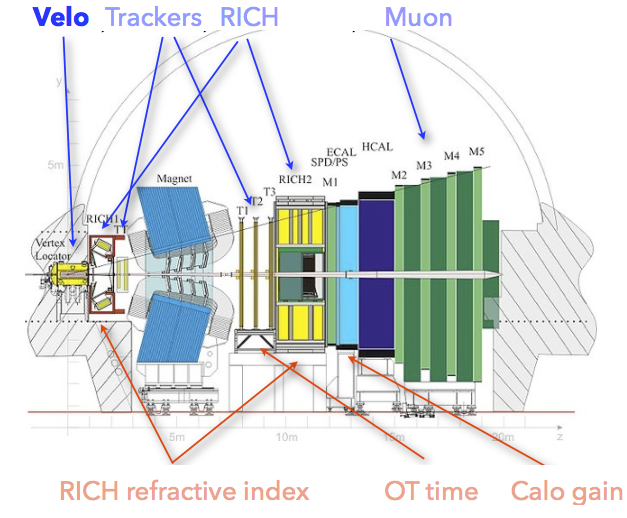 Velo Trackers RICH Muon
y
5m
ECAL HCAL
SPD/PS
M1 M2 M3 M4 M5
Magnet
RICH2
T1 T2 T3
RICH1
Vertex
Locator
5m 10m 15m 20m z
RICH refractive index OT time Calo gain